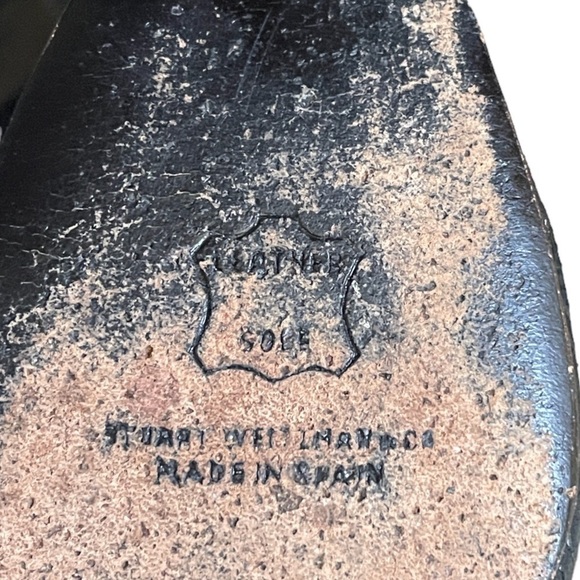 LEATHER
SOLE
STUART WEITZMAN & CO
MADE IN SPAIN